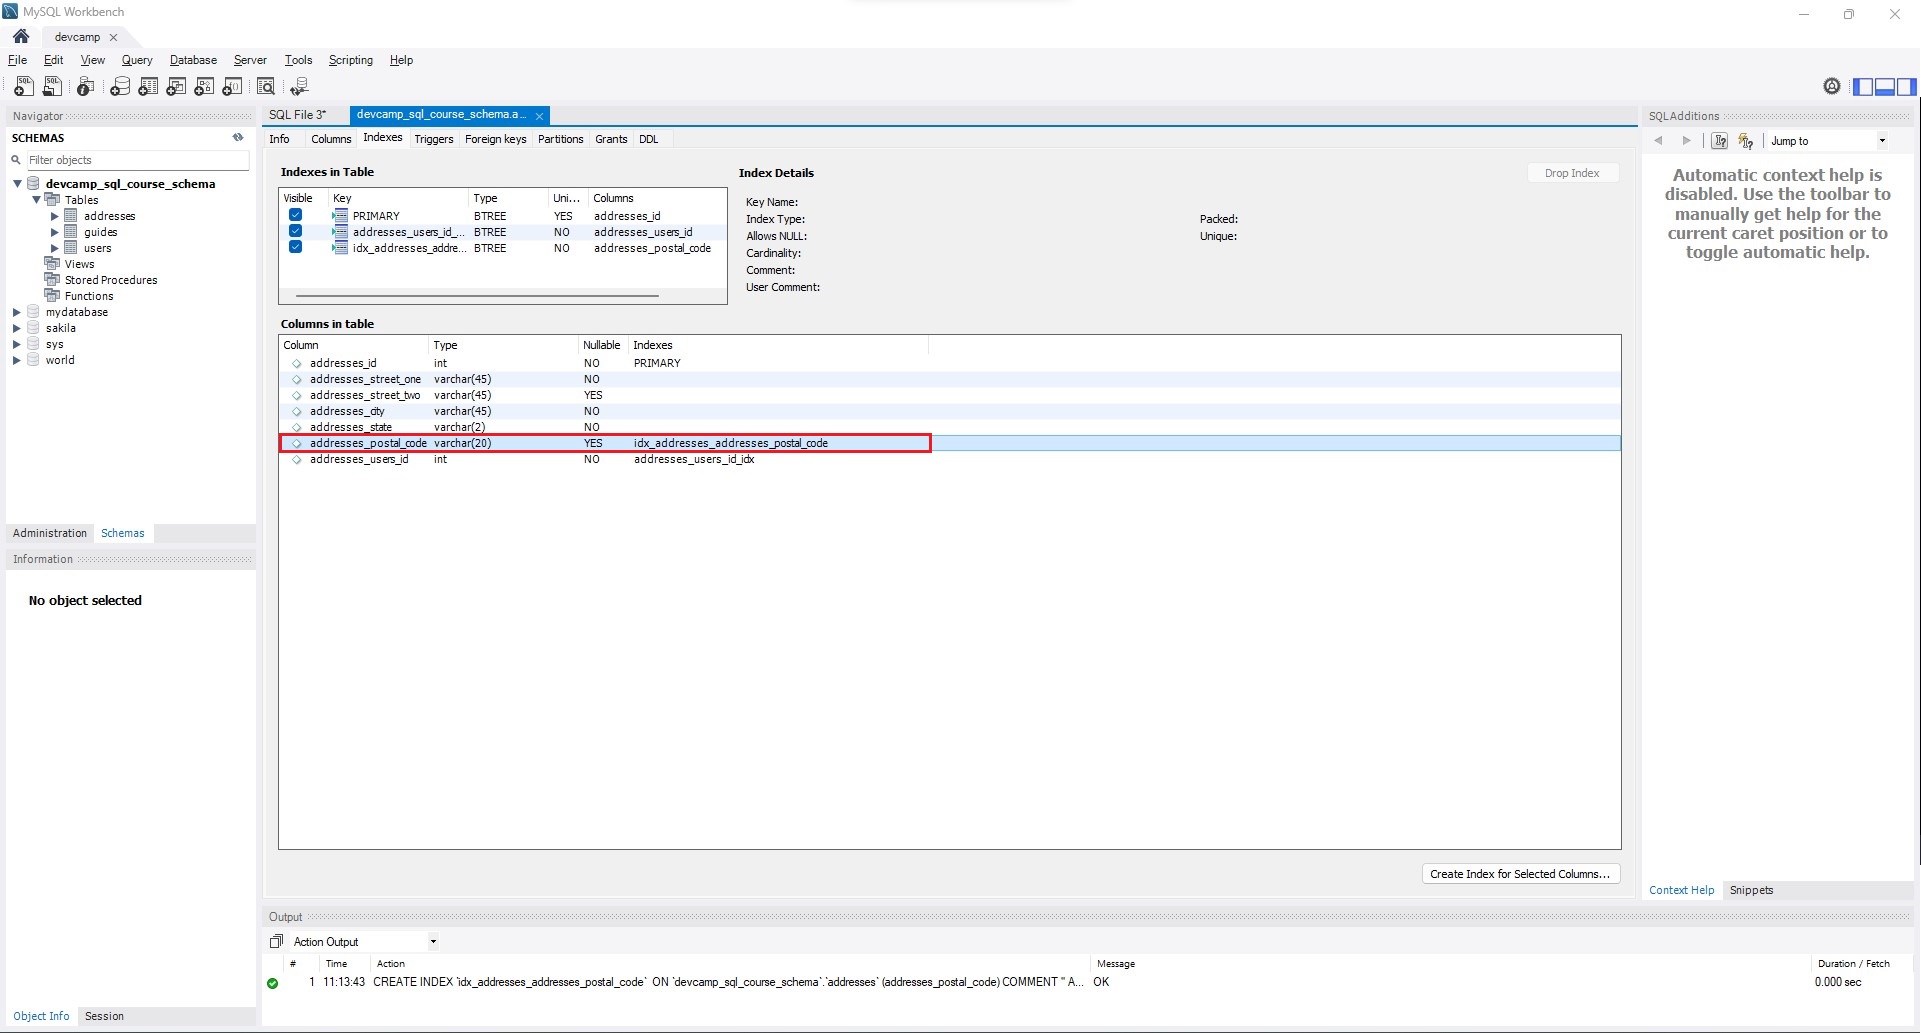 MySQL Workbench
devcamp
File Edit View Query Database Server Tools Scripting Help
Navigator
SCHEMAS
Filter objects
devcamp_sql_course_schema
Tables
addresses
guides
users
Views
Stored Procedures
Functions
mydatabase
sakila
sys
world
Administration Schemas
Information
No object selected
Object Info Session
SQL File 3* devcamp_sql_course_schema.a...
Info Columns Indexes Triggers Foreign keys Partitions Grants DDL
Indexes in Table
Visible Key Type Uni... Columns
PRIMARY BTREE YES addresses_id
addresses_users_id_... BTREE NO addresses_users_id
idx_addresses_addre... BTREE NO addresses_postal_code
Index Details
Drop Index
Key Name:
Index Type: Packed:
Allows NULL: Unique:
Cardinality:
Comment:
User Comment:
Columns in table
Column Type Nullable Indexes
addresses_id int NO PRIMARY
addresses_street_one varchar(45) NO
addresses_street_two varchar(45) YES
addresses_city varchar(45) NO
addresses_state varchar(2) NO
addresses_postal_code varchar(20) YES idx_addresses_addresses_postal_code
addresses_users_id int NO addresses_users_id_idx
Create Index for Selected Columns...
SQLAdditions
Jump to
Automatic context help is
disabled. Use the toolbar to
manually get help for the
current caret position or to
toggle automatic help.
Context Help Snippets
Output
Action Output
# Time Action Message Duration / Fetch
1 11:13:43 CREATE INDEX `idx_addresses_addresses_postal_code` ON `devcamp_sql_course_schema`.`addresses` (addresses_postal_code) COMMENT '' A... OK 0.000 sec